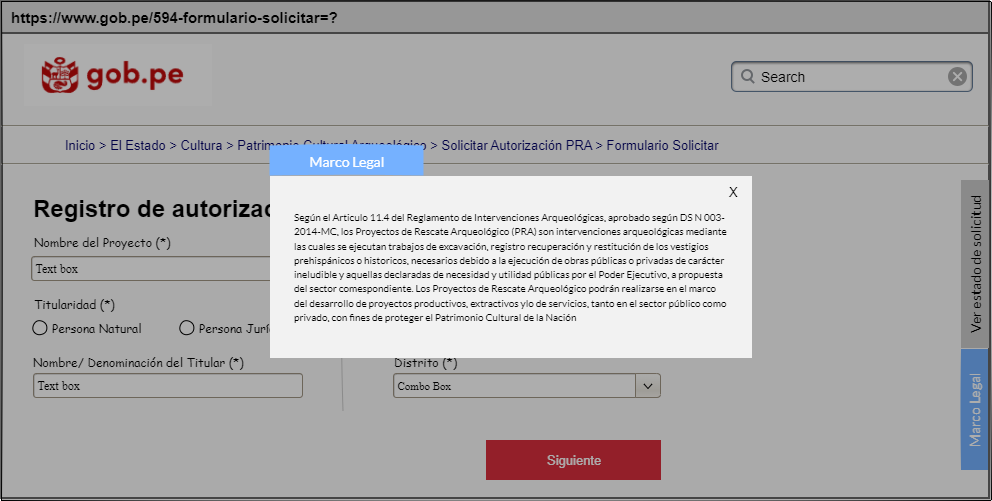 https://www.gob.pe/594-formulario-solicitar=?
gob.pe
Search
Inicio > El Estado > Cultura > Patrimonio Cultural Arqueológico > Solicitar Autorización PRA > Formulario Solicitar
Marco Legal
X
Según el Articulo 11.4 del Reglamento de Intervenciones Arqueológicas, aprobado según DS N 003-
2014-MC, los Proyectos de Rescate Arqueológico (PRA) son intervenciones arqueológicas mediante
las cuales se ejecutan trabajos de excavación, registro recuperación y restitución de los vestigios
prehispánicos o historicos, necesarios debido a la ejecución de obras públicas o privadas de carácter
ineludible y aquellas declaradas de necesidad y utilidad públicas por el Poder Ejecutivo, a propuesta
del sector correspondiente. Los Proyectos de Rescate Arqueológico podrán realizarse en el marco
del desarrollo de proyectos productivos, extractivos ylo de servicios, tanto en el sector público como
privado, con fines de proteger el Patrimonio Cultural de la Nación
Registro de autorizac
Nombre del Proyecto (*)
Text box
Titularidad (*)
Persona Natural
Persona Jurí
Nombre/ Denominación del Titular (*)
Text box
Distrito (*)
Combo Box
Siguiente
Ver estado de solicitud
Marco Legal